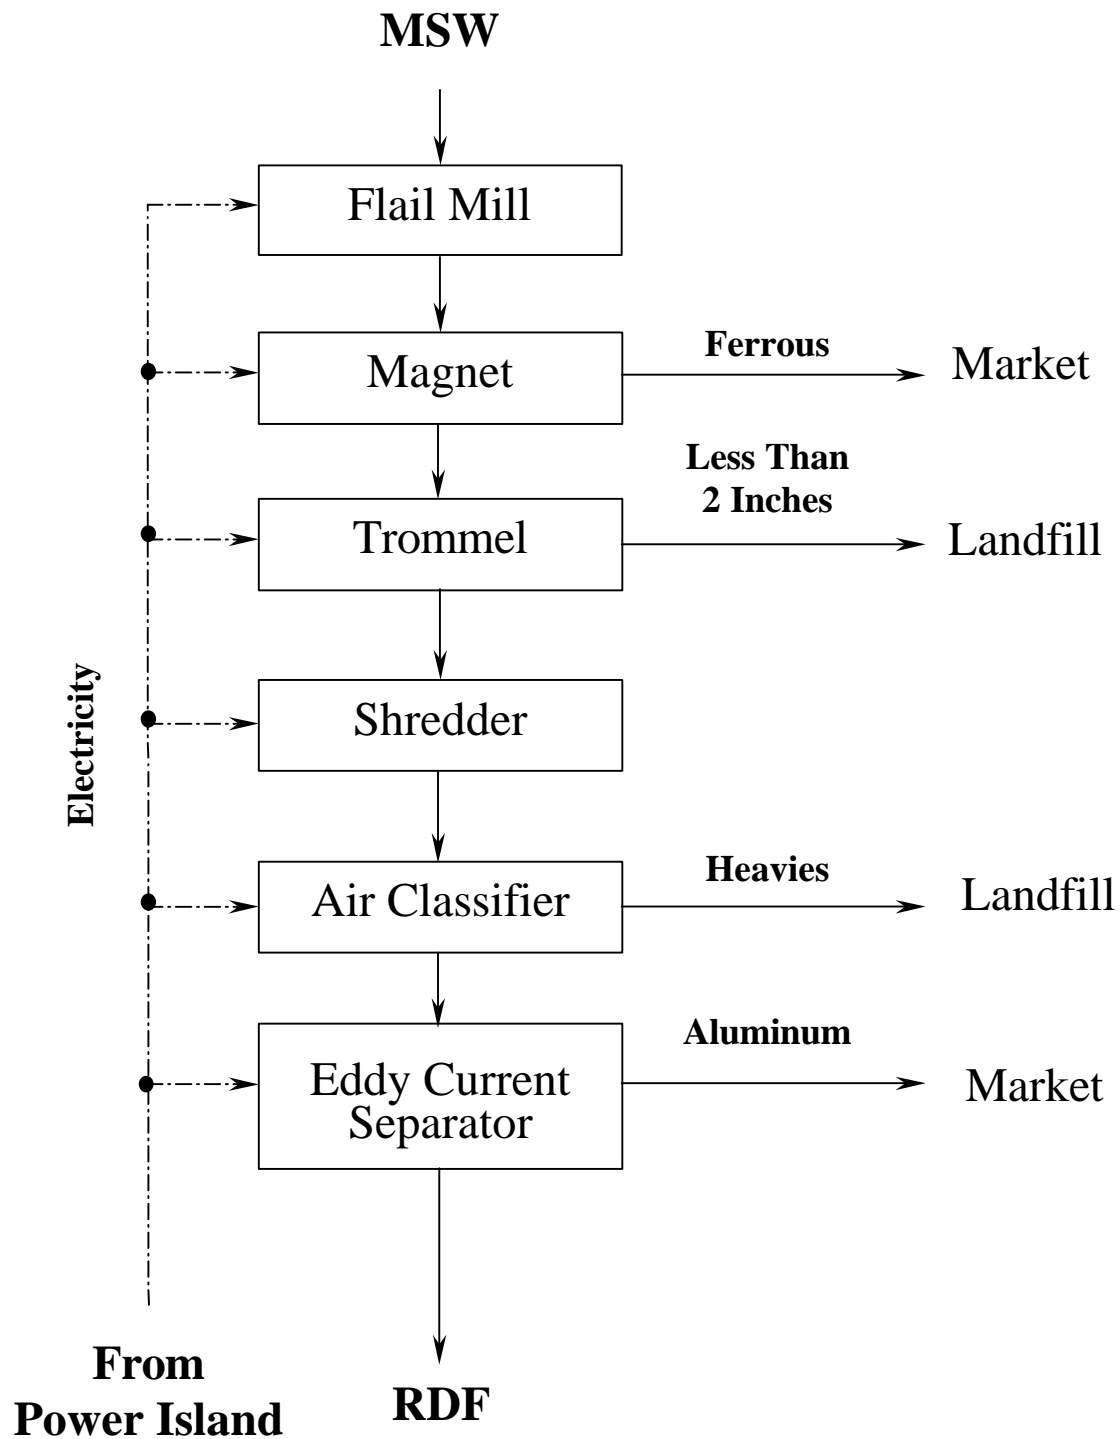 MSW
Flail Mill
Magnet
Ferrous
Market
Less Than
2 Inches
Trommel
Landfill
Electricity
Shredder
Air Classifier
Heavies
Landfill
Eddy Current
Separator
Aluminum
Market
From
Power Island
RDF